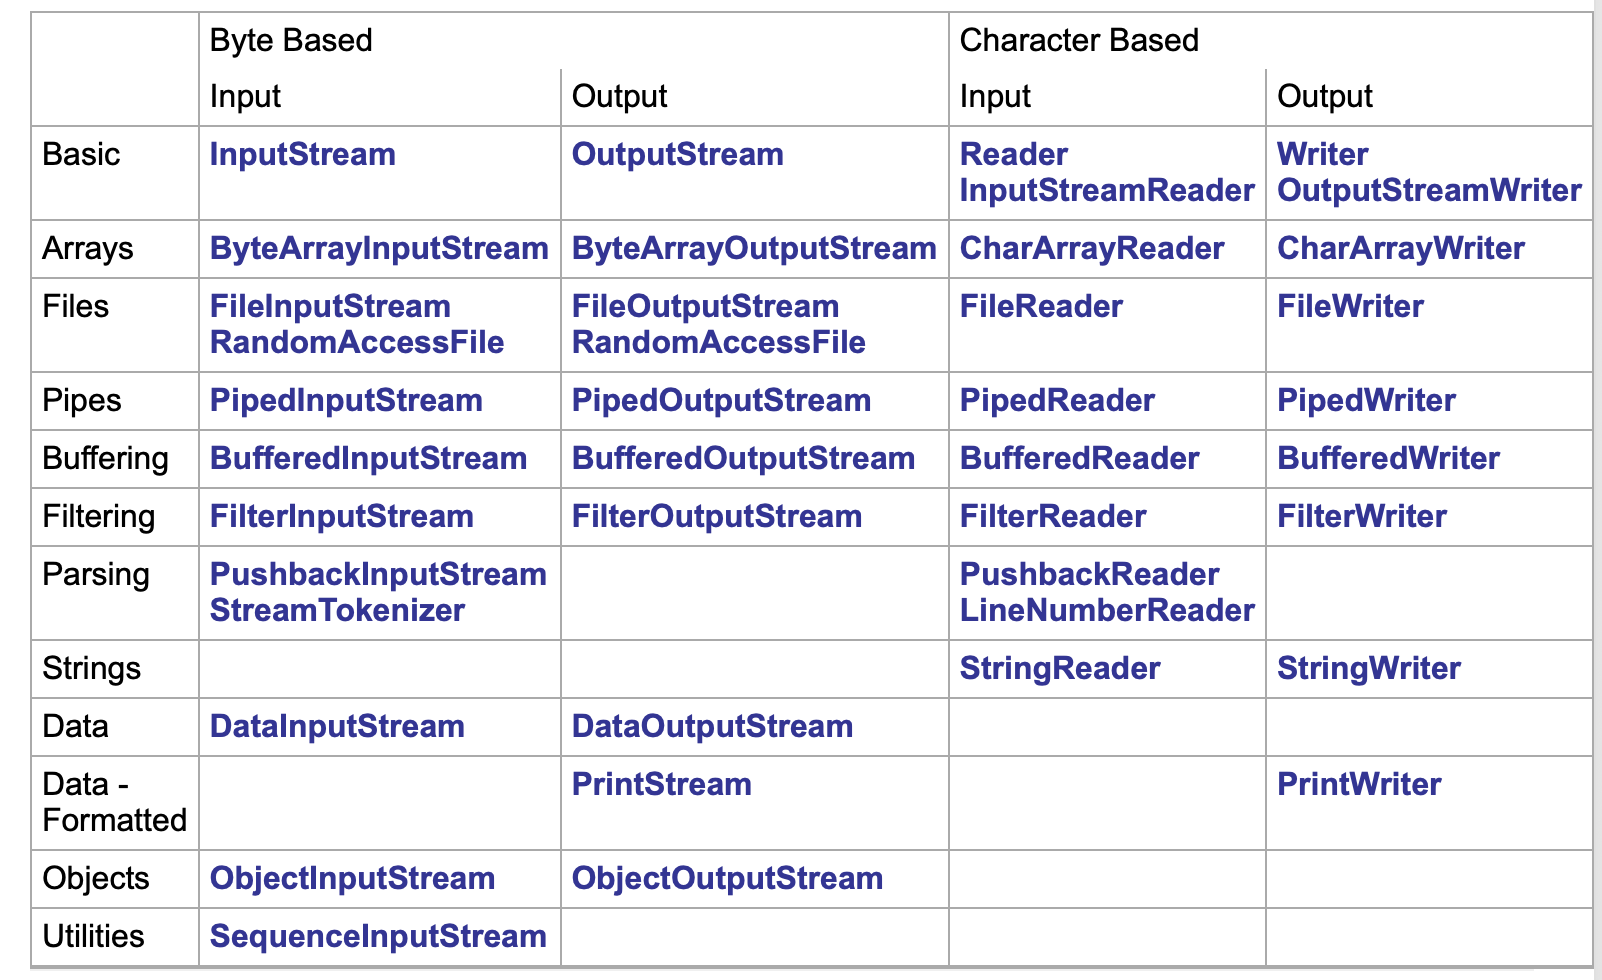 Byte Based Character Based
Input Output Input Output
Basic InputStream OutputStream Reader Writer
InputStreamReader OutputStreamWriter
Arrays ByteArrayInputStream ByteArrayOutputStream CharArrayReader CharArrayWriter
Files FileInputStream FileOutputStream FileReader FileWriter
RandomAccessFile RandomAccessFile
Pipes PipedInputStream PipedOutputStream PipedReader PipedWriter
Buffering BufferedInputStream BufferedOutputStream BufferedReader BufferedWriter
Filtering FilterInputStream FilterOutputStream FilterReader FilterWriter
Parsing PushbackInputStream PushbackReader
StreamTokenizer LineNumberReader
Strings StringReader StringWriter
Data DataInputStream DataOutputStream
Data - PrintStream PrintWriter
Formatted
Objects ObjectInputStream ObjectOutputStream
Utilities SequenceInputStream